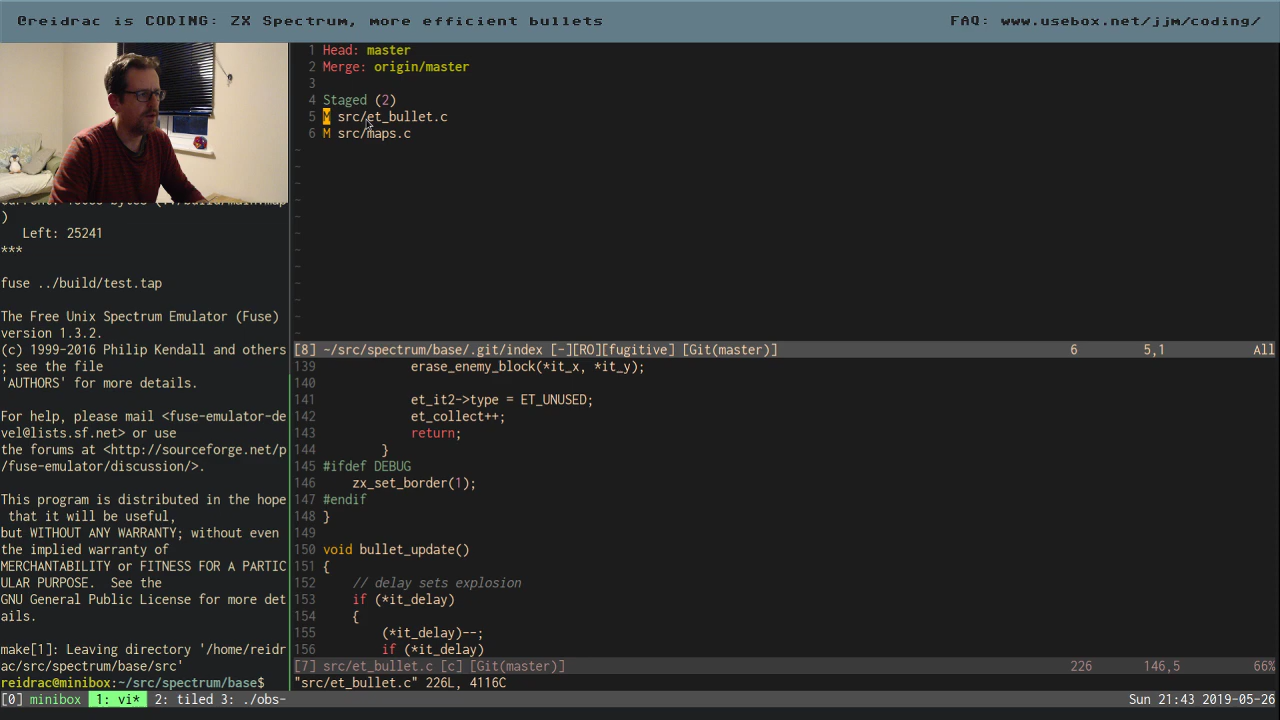 @reidrac is CODING: ZX Spectrum, more efficient bullets
FAQ: www.usebox.net/jjm/coding/
)
   Left: 25241
***
fuse ../build/test.tap
The Free Unix Spectrum Emulator (Fuse)
version 1.3.2.
(c) 1999-2016 Philip Kendall and others
; see the file
'AUTHORS' for more details.
For help, please mail <fuse-emulator-de
vel@lists.sf.net> or use
the forums at <http://sourceforge.net/p
/fuse-emulator/discussion/>.
This program is distributed in the hope
 that it will be useful,
but WITHOUT ANY WARRANTY; without even
the implied warranty of
MERCHANTABILITY or FITNESS FOR A PARTIC
ULAR PURPOSE.  See the
GNU General Public License for more det
ails.
make[1]: Leaving directory '/home/reidr
ac/src/spectrum/base/src'
reidrac@minibox:~/src/spectrum/base$
1 Head: master
2 Merge: origin/master
3
4 Staged (2)
5 M src/et_bullet.c
6 M src/maps.c
~
~
~
~
~
~
~
~
~
~
~
~
[8] ~/src/spectrum/base/.git/index [-][RO][fugitive] [Git(master)] 6 5,1 All
139             erase_enemy_block(*it_x, *it_y);
140
141             et_it2->type = ET_UNUSED;
142             et_collect++;
143             return;
144         }
145 #ifdef DEBUG
146     zx_set_border(1);
147 #endif
148 }
149
150 void bullet_update()
151 {
152     // delay sets explosion
153     if (*it_delay)
154     {
155         (*it_delay)--;
156         if (*it_delay)
[7] src/et_bullet.c [c] [Git(master)] 226 146,5 66%
"src/et_bullet.c" 226L, 4116C
[0] minibox 1: vi* 2: tiled 3: ./obs- Sun 21:43 2019-05-26